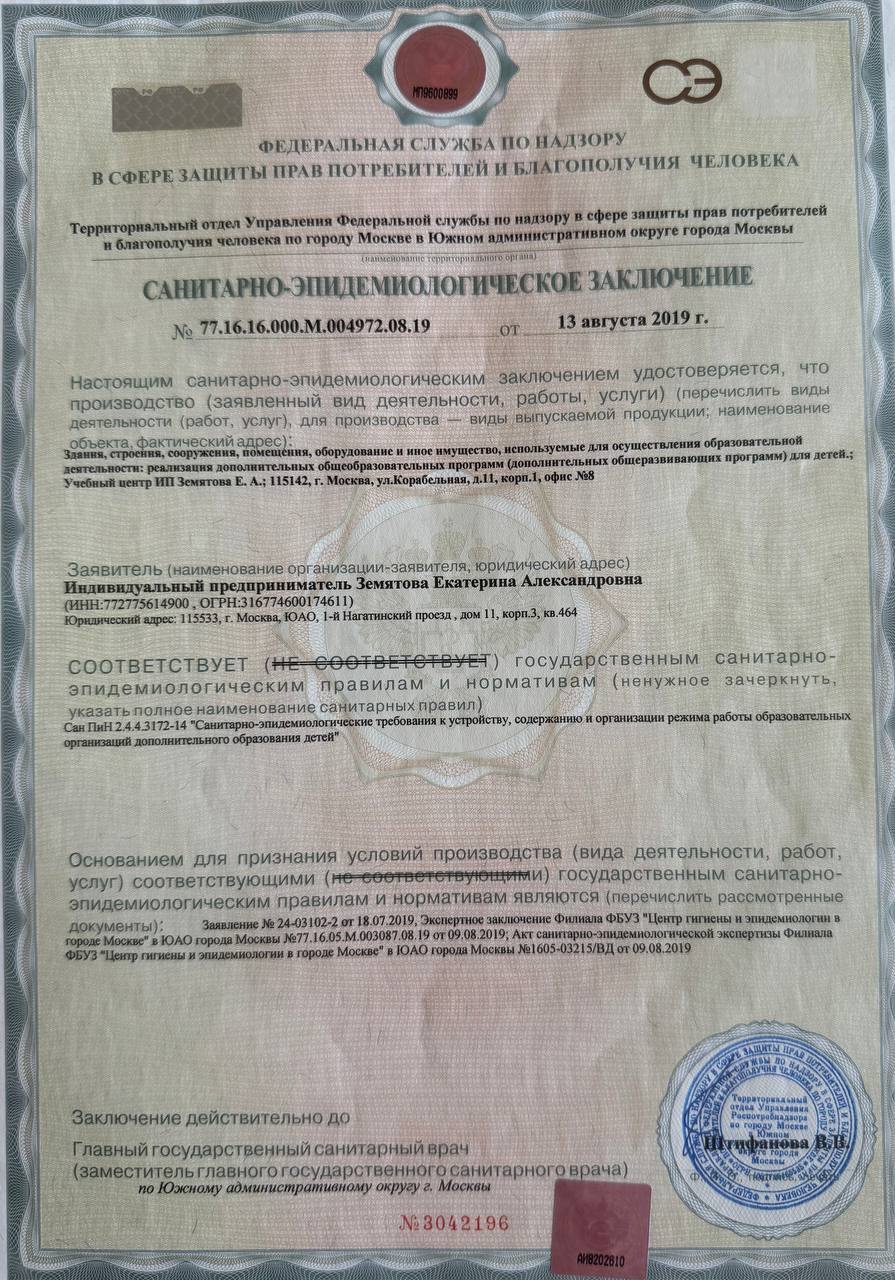 МП9600899
СЭ
ФЕДЕРАЛЬНАЯ СЛУЖБА ПО НАДЗОРУ
В СФЕРЕ ЗАЩИТЫ ПРАВ ПОТРЕБИТЕЛЕЙ И БЛАГОПОЛУЧИЯ ЧЕЛОВЕКА
Территориальный отдел Управления Федеральной службы по надзору в сфере защиты прав потребителей
и благополучия человека по городу Москве в Южном административном округе города Москвы
(наименование территориального органа)
САНИТАРНО-ЭПИДЕМИОЛОГИЧЕСКОЕ ЗАКЛЮЧЕНИЕ
№ 77.16.16.000.М.004972.08.19 от 13 августа 2019 г.
Настоящим санитарно-эпидемиологическим заключением удостоверяется, что
производство (заявленный вид деятельности, работы, услуги) (перечислить виды
деятельности (работ, услуг), для производства — виды выпускаемой продукции; наименование
объекта, фактический адрес):
Здания, строения, сооружения, помещения, оборудование и иное имущество, используемые для осуществления образовательной
деятельности: реализация дополнительных общеобразовательных программ (дополнительных общеразвивающих программ) для детей.;
Учебный центр ИП Земятова Е. А.; 115142, г. Москва, ул.Корабельная, д.11, корп.1, офис №8
Заявитель (наименование организации-заявителя, юридический адрес)
Индивидуальный предприниматель Земятова Екатерина Александровна
(ИНН:772775614900 , ОГРН:316774600174611)
Юридический адрес: 115533, г. Москва, ЮАО, 1-й Нагатинский проезд , дом 11, корп.3, кв.464
СООТВЕТСТВУЕТ (НЕ СООТВЕТСТВУЕТ) государственным санитарно-
эпидемиологическим правилам и нормативам (ненужное зачеркнуть,
указать полное наименование санитарных правил)
Сан ПиН 2.4.4.3172-14 "Санитарно-эпидемиологические требования к устройству, содержанию и организации режима работы образовательных
организаций дополнительного образования детей"
Основанием для признания условий производства (вида деятельности, работ,
услуг) соответствующими (не соответствующими) государственным санитарно-
эпидемиологическим правилам и нормативам являются (перечислить рассмотренные
документы): Заявление № 24-03102-2 от 18.07.2019, Экспертное заключение Филиала ФБУЗ "Центр гигиены и эпидемиологии в
городе Москве" в ЮАО города Москвы №77.16.05.М.003087.08.19 от 09.08.2019; Акт санитарно-эпидемиологической экспертизы Филиала
ФБУЗ "Центр гигиены и эпидемиологии в городе Москве" в ЮАО города Москвы №1605-03215/ВД от 09.08.2019
Заключение действительно до
Главный государственный санитарный врач
(заместитель главного государственного санитарного врача)
по Южному административному округу г. Москвы
Территориальный
отдел Управления
Роспотребнадзора
по городу Москве
в Южном
округе города
Москвы
Штифанова В.В.
№3042196
АИ8202610